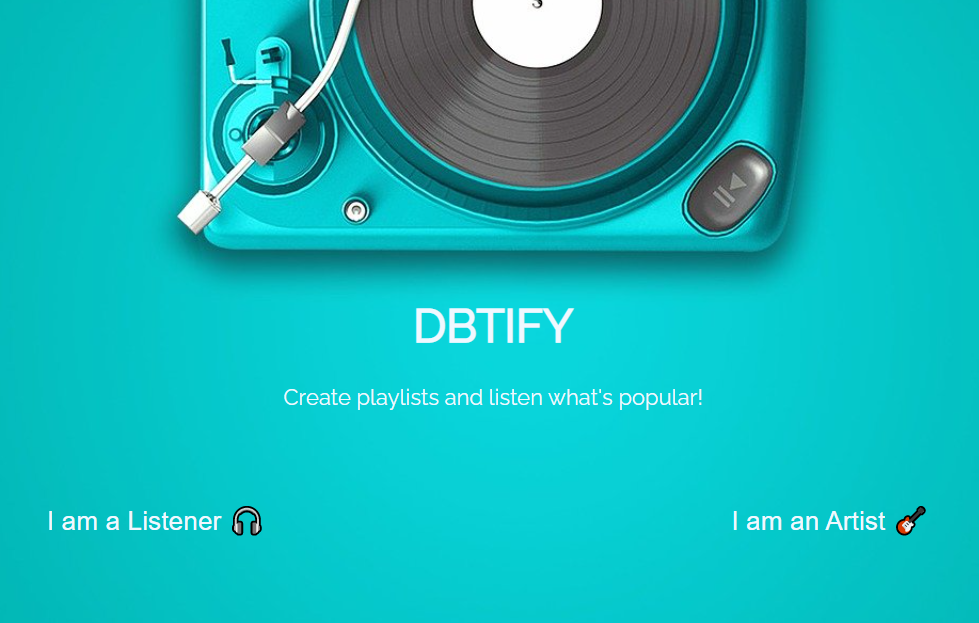 DBTIFY
Create playlists and listen what's popular!
I am a Listener 🎧
I am an Artist 🎸